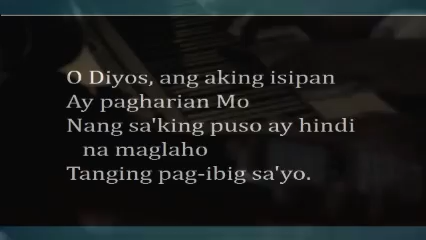 O Diyos, ang aking isipan
Ay pagharian Mo
Nang sa'king puso ay hindi
na maglaho
Tanging pag-ibig sa'yo.